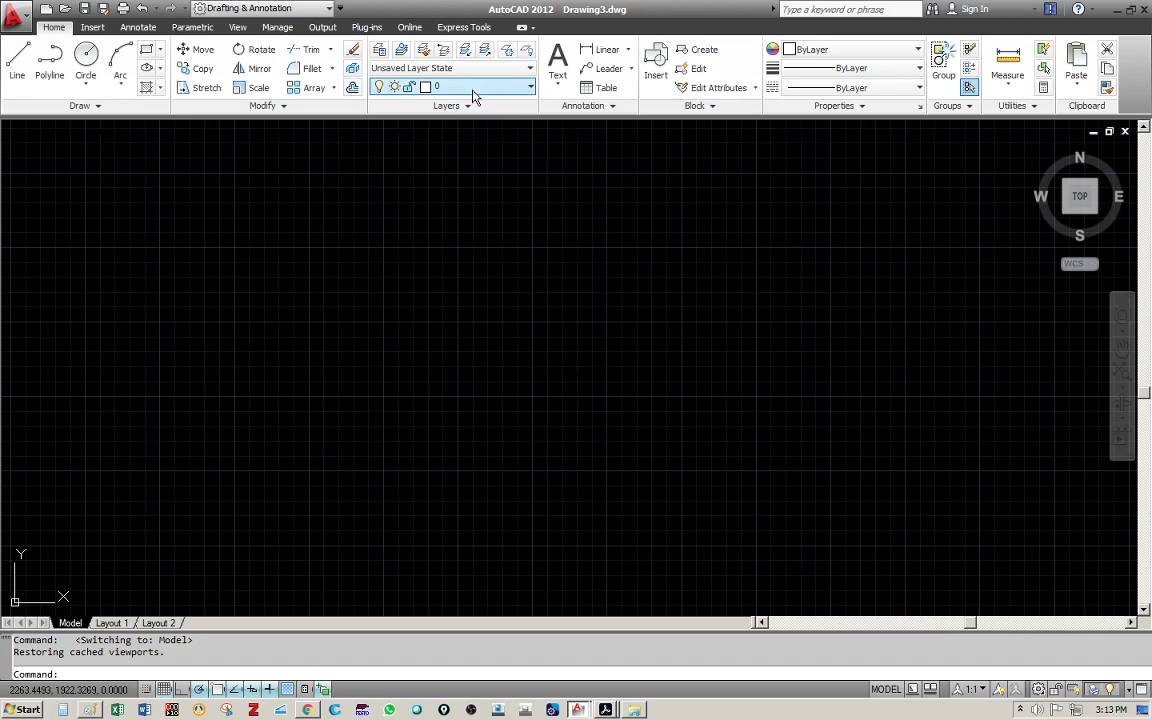 Drafting & Annotation
AutoCAD 2012 Drawing3.dwg
Type a keyword or phrase
Sign In
Home Insert Annotate Parametric View Manage Output Plug-ins Online Express Tools
Line
Polyline
Circle
Arc
Draw
Move
Rotate
Trim
Copy
Mirror
Fillet
Stretch
Scale
Array
Modify
Unsaved Layer State
0
Layers
Text
Linear
Leader
Table
Annotation
Insert
Create
Edit
Edit Attributes
Block
ByLayer
ByLayer
ByLayer
Properties
Group
Groups
Measure
Utilities
Paste
Clipboard
N
W
TOP
E
S
WCS
Y
X
Model Layout 1 Layout 2
Command: <Switching to: Model>
Restoring cached viewports.
Command:
2263.4493, 1922.3269, 0.0000
MODEL
1:1
Start
3:13 PM